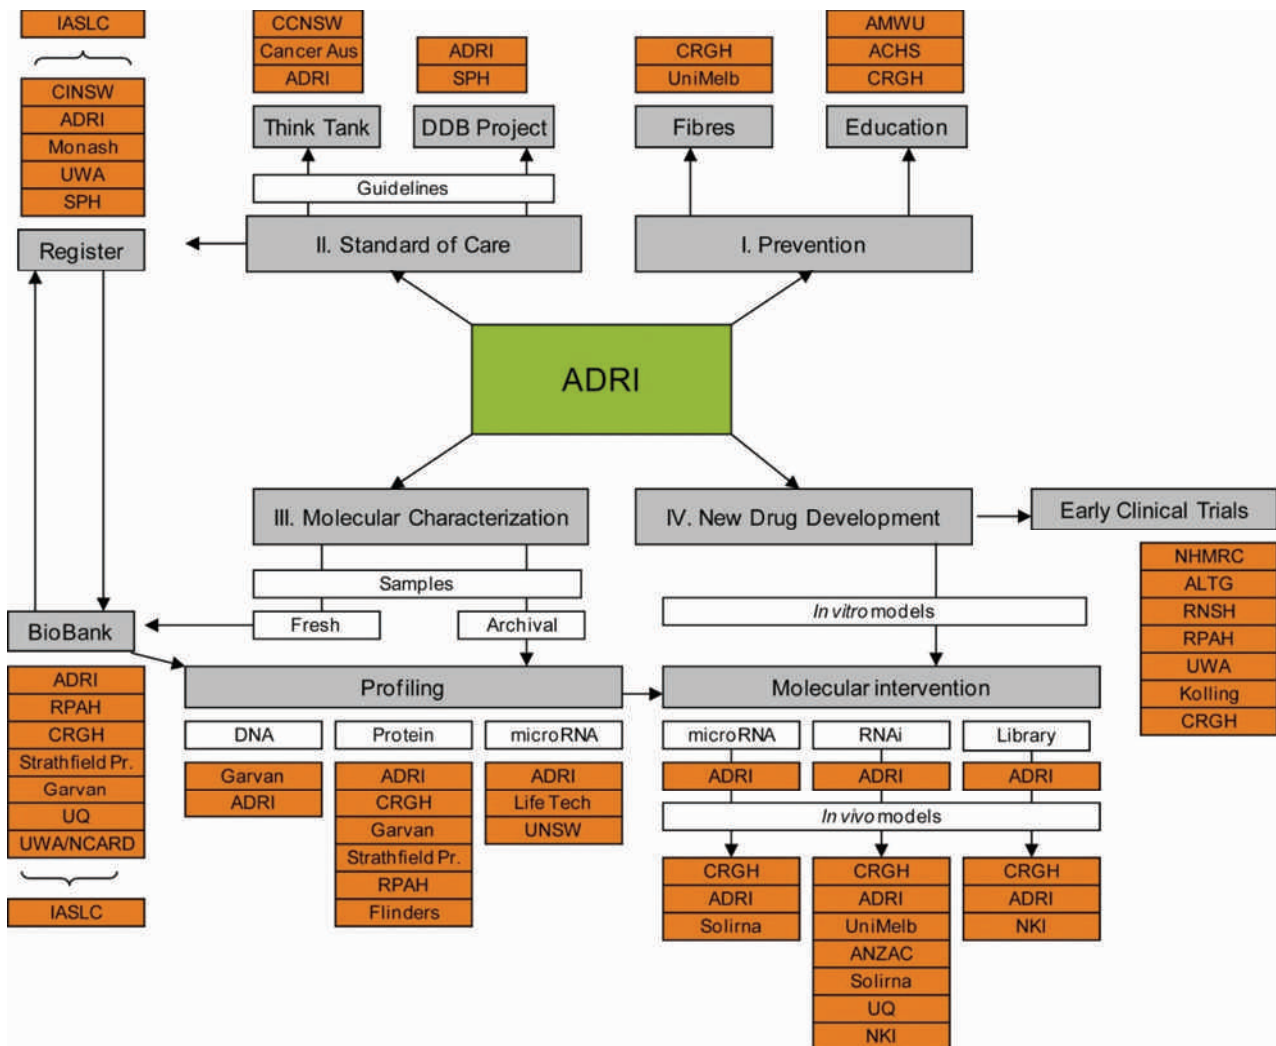 IASLC
CINSW
ADRI
Monash
UWA
SPH
Register
CCNSW
Cancer Aus
ADRI
Think Tank
ADRI
SPH
DDB Project
Guidelines
II. Standard of Care
CRGH
UniMelb
Fibres
AMWU
ACHS
CRGH
Education
I. Prevention
ADRI
III. Molecular Characterization
Samples
Fresh
Archival
BioBank
ADRI
RPAH
CRGH
Strathfield Pr.
Garvan
UQ
UWA/NCARD
IASLC
Profiling
DNA
Garvan
ADRI
Protein
ADRI
CRGH
Garvan
Strathfield Pr.
RPAH
Flinders
microRNA
ADRI
Life Tech
UNSW
IV. New Drug Development
In vitro models
Molecular intervention
microRNA
RNAi
Library
ADRI
ADRI
ADRI
In vivo models
CRGH
ADRI
Solirna
CRGH
ADRI
UniMelb
ANZAC
Solirna
UQ
NKI
CRGH
ADRI
NKI
Early Clinical Trials
NHMRC
ALTG
RNSH
RPAH
UWA
Kolling
CRGH